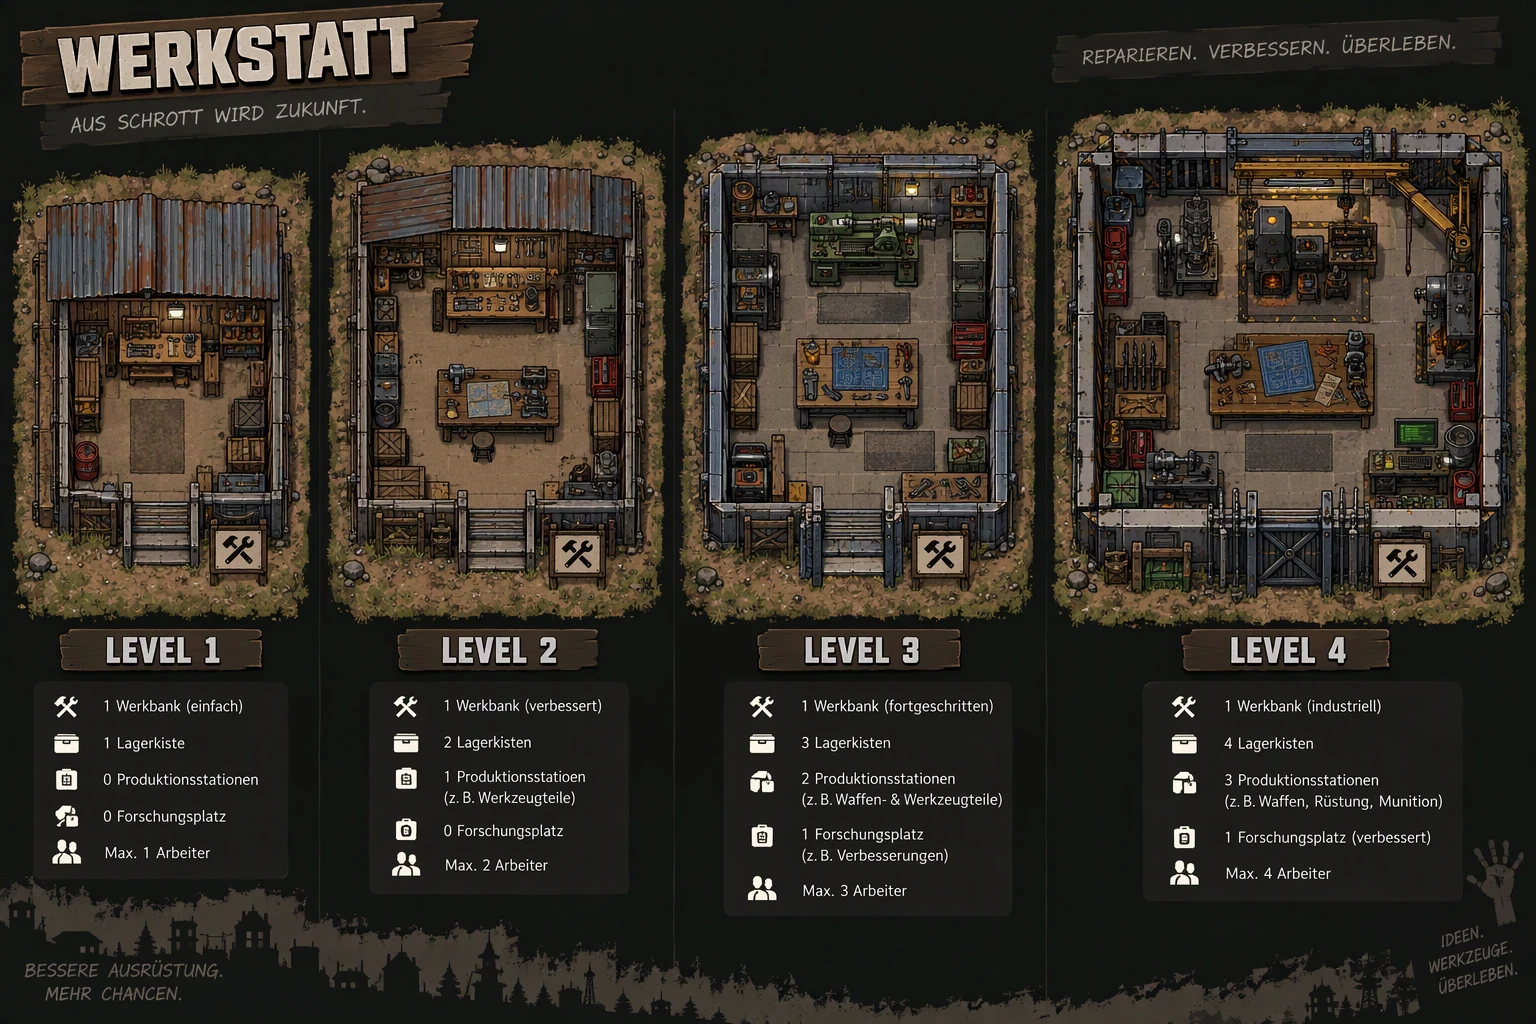 WERKSTATT
AUS SCHROTT WIRD ZUKUNFT.
REPARIEREN. VERBESSERN. ÜBERLEBEN.
LEVEL 1
1 Werkbank (einfach)
1 Lagerkiste
0 Produktionsstationen
0 Forschungsplatz
Max. 1 Arbeiter
LEVEL 2
1 Werkbank (verbessert)
2 Lagerkisten
1 Produktionsstatioen
(z. B. Werkzeugteile)
0 Forschungsplatz
Max. 2 Arbeiter
LEVEL 3
1 Werkbank (fortgeschritten)
3 Lagerkisten
2 Produktionsstationen
(z. B. Waffen- & Werkzeugteile)
1 Forschungsplatz
(z. B. Verbesserungen)
Max. 3 Arbeiter
LEVEL 4
1 Werkbank (industriell)
4 Lagerkisten
3 Produktionsstationen
(z. B. Waffen, Rüstung, Munition)
1 Forschungsplatz (verbessert)
Max. 4 Arbeiter
BESSERE AUSRÜSTUNG.
MEHR CHANCEN.
IDEEN.
WERKZEUGE.
ÜBERLEBEN.